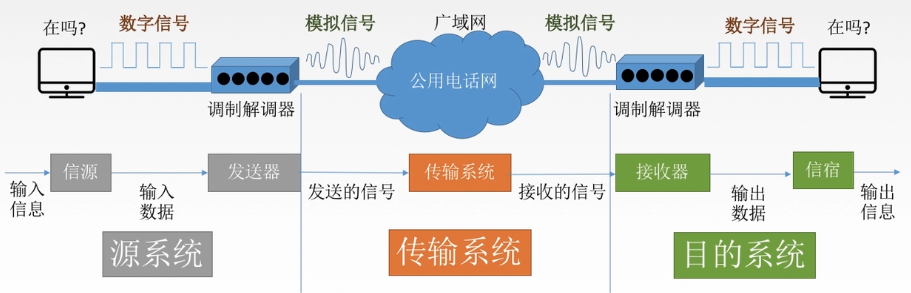 在吗?
数字信号
模拟信号
广域网
模拟信号
数字信号
在吗?
公用电话网
调制解调器
调制解调器
信源
发送器
传输系统
接收器
信宿
输入
信息
输入
数据
发送的信号
接收的信号
输出
数据
输出
信息
源系统
传输系统
目的系统